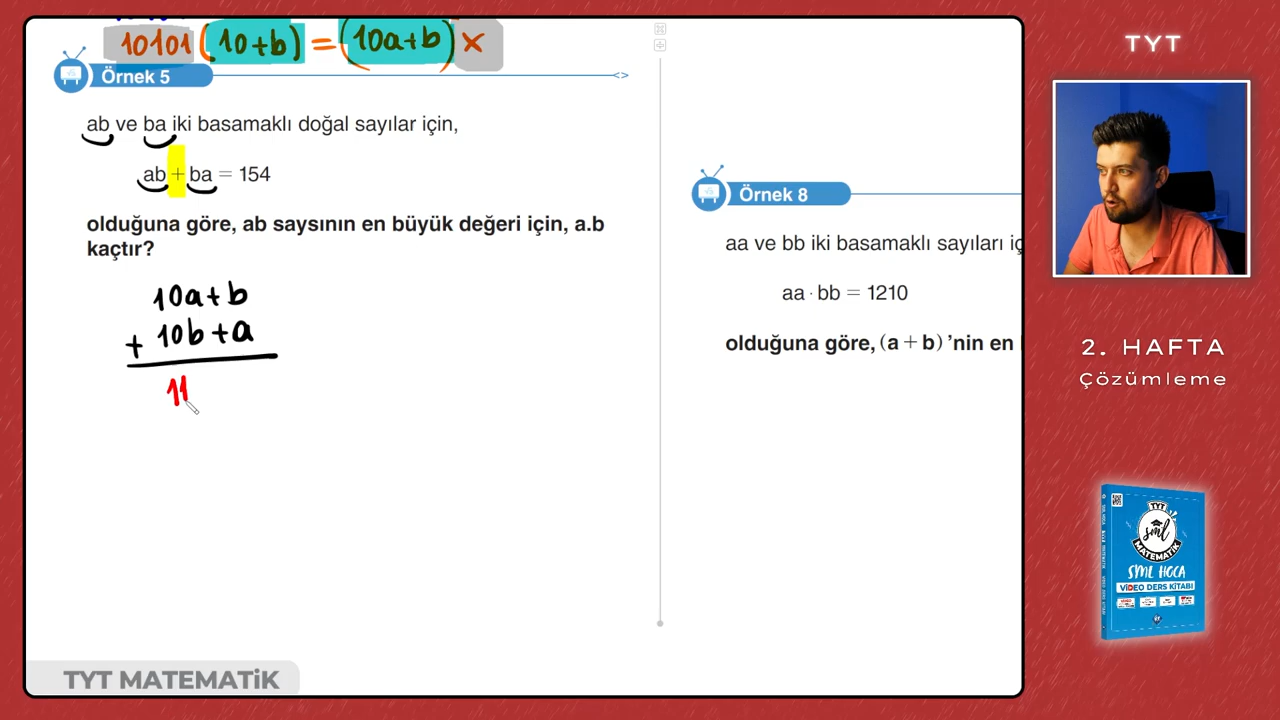 10101 (10+b) = (10a+b) x
Örnek 5
ab ve ba iki basamaklı doğal sayılar için,
ab + ba = 154
olduğuna göre, ab saysının en büyük değeri için, a.b
kaçtır?
10a+b
+ 10b+a
11
TYT MATEMATİK
Örnek 8
aa ve bb iki basamaklı sayıları iç
aa · bb = 1210
olduğuna göre, (a + b) 'nin en
TYT
2. HAFTA
Çözümleme
TYT
sml
MATEMATİK
SML HOCA
VİDEO DERS KİTABI